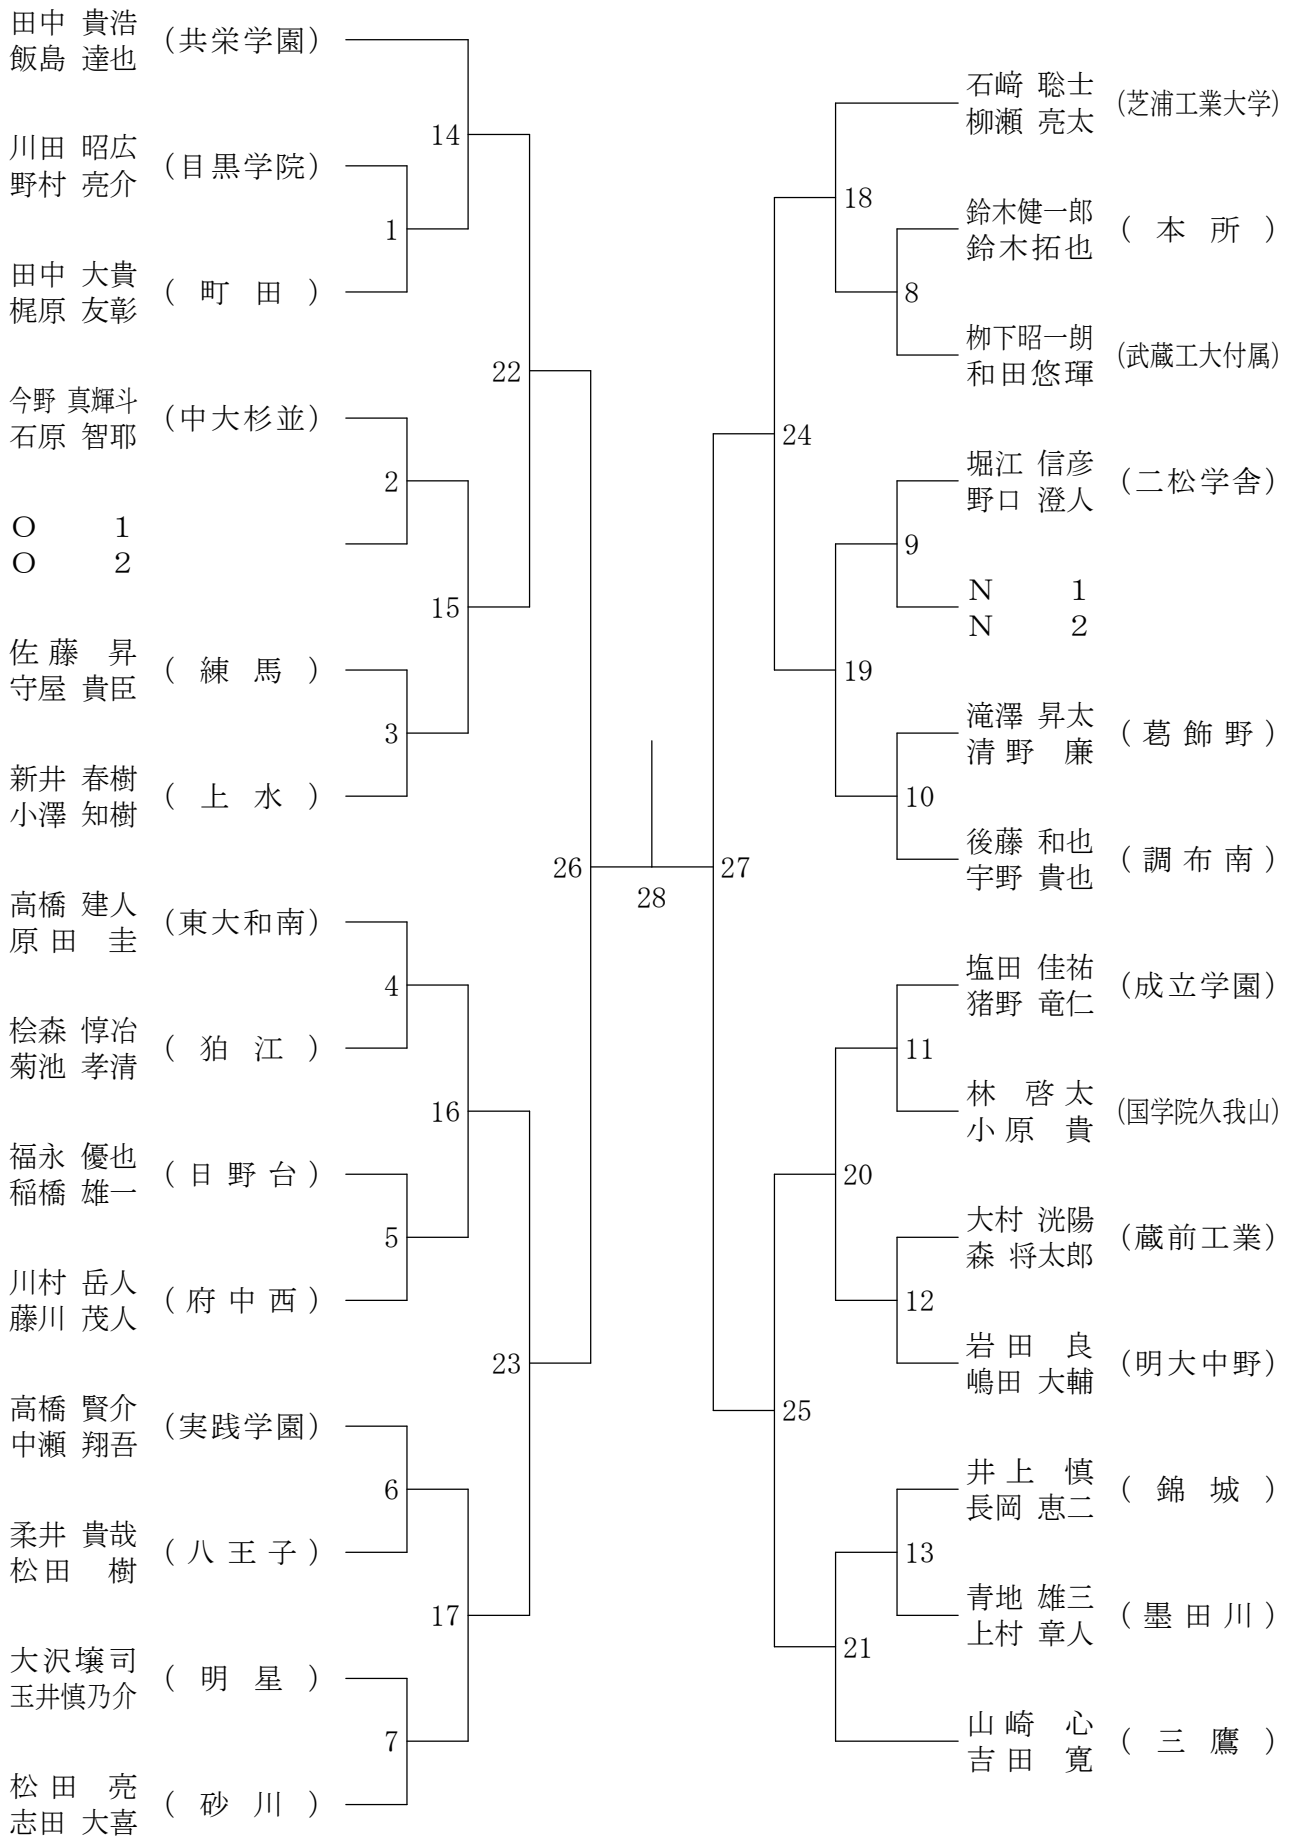 田中 貴浩
飯島 達也
(共栄学園)
川田 昭広
野村 亮介
(目黒学院)
田中 大貴
梶原 友彰
( 町 田 )
今野 真輝斗
石原 智耶
(中大杉並)
O 1
O 2
佐藤 昇
守屋 貴臣
( 練 馬 )
新井 春樹
小澤 知樹
( 上 水 )
高橋 建人
原田 圭
(東大和南)
桧森 惇冶
菊池 孝清
( 狛 江 )
福永 優也
稲橋 雄一
( 日 野 台 )
川村 岳人
藤川 茂人
( 府 中 西 )
高橋 賢介
中瀬 翔吾
(実践学園)
柔井 貴哉
松田 樹
( 八 王 子 )
大沢壌司
玉井慎乃介
( 明 星 )
松田 亮
志田 大喜
( 砂 川 )
1
2
3
4
5
6
7
14
15
16
17
22
23
26
28
27
24
25
18
19
20
21
8
9
10
11
12
13
石﨑 聡士
柳瀬 亮太
(芝浦工業大学)
鈴木健一郎
鈴木拓也
( 本 所 )
栁下昭一朗
和田悠琿
(武蔵工大付属)
堀江 信彦
野口 澄人
(二松学舎)
N 1
N 2
滝澤 昇太
清野 廉
( 葛 飾 野 )
後藤 和也
宇野 貴也
( 調 布 南 )
塩田 佳祐
猪野 竜仁
(成立学園)
林 啓太
小原 貴
(国学院久我山)
大村 洸陽
森 将太郎
(蔵前工業)
岩田 良
嶋田 大輔
(明大中野)
井上 慎
長岡 恵二
( 錦 城 )
青地 雄三
上村 章人
( 墨 田 川 )
山崎 心
吉田 寛
( 三 鷹 )